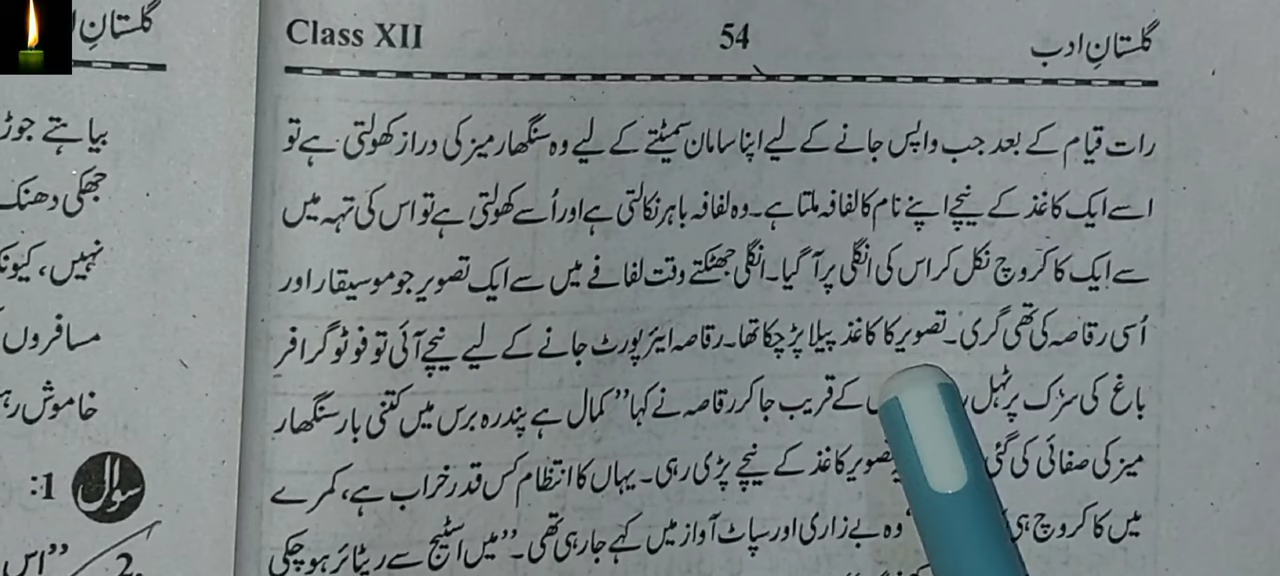 گلستانِ ادب 54 Class XII
رات قیام کے بعد جب واپس جانے کے لیے اپنا سامان سمیٹنے کے لیے وہ سنگھار میز کی دراز کھولتی ہے تو
اسے ایک کاغذ کے نیچے اپنے نام کا لفافہ ملتا ہے۔ وہ لفافہ باہر نکالتی ہے اور اُسے کھولتی ہے تو اس کی تہہ میں
سے ایک کاکروچ نکل کر اس کی انگلی پر آ گیا۔ انگلی جھٹکتے وقت لفافے میں سے ایک تصویر جو موسیقار اور
اُسی رقاصہ کی تھی گری۔ تصویر کا کاغذ پیلا پڑ چکا تھا۔ رقاصہ ایئرپورٹ جانے کے لیے نیچے آئی تو فوٹو گرافر
باغ کی سڑک پر ٹہل کے قریب جا کر رقاصہ نے کہا ”کمال ہے پندرہ برس میں کتنی بار سنگھار
میز کی صفائی کی گئی تصویر کاغذ کے نیچے پڑی رہی۔ یہاں کا انتظام کس قدر خراب ہے، کمرے
میں کاکروچ ہی وہ بے زاری اور سپاٹ آواز میں کہے جا رہی تھی۔ ”میں اسٹیج سے ریٹائر ہو چکی
گلستانِ
بیاہتے جوڑ
جھکی دھنک
نہیں، کیونک
مسافروں
خاموش رہ
سوال 1:
2. ”اس